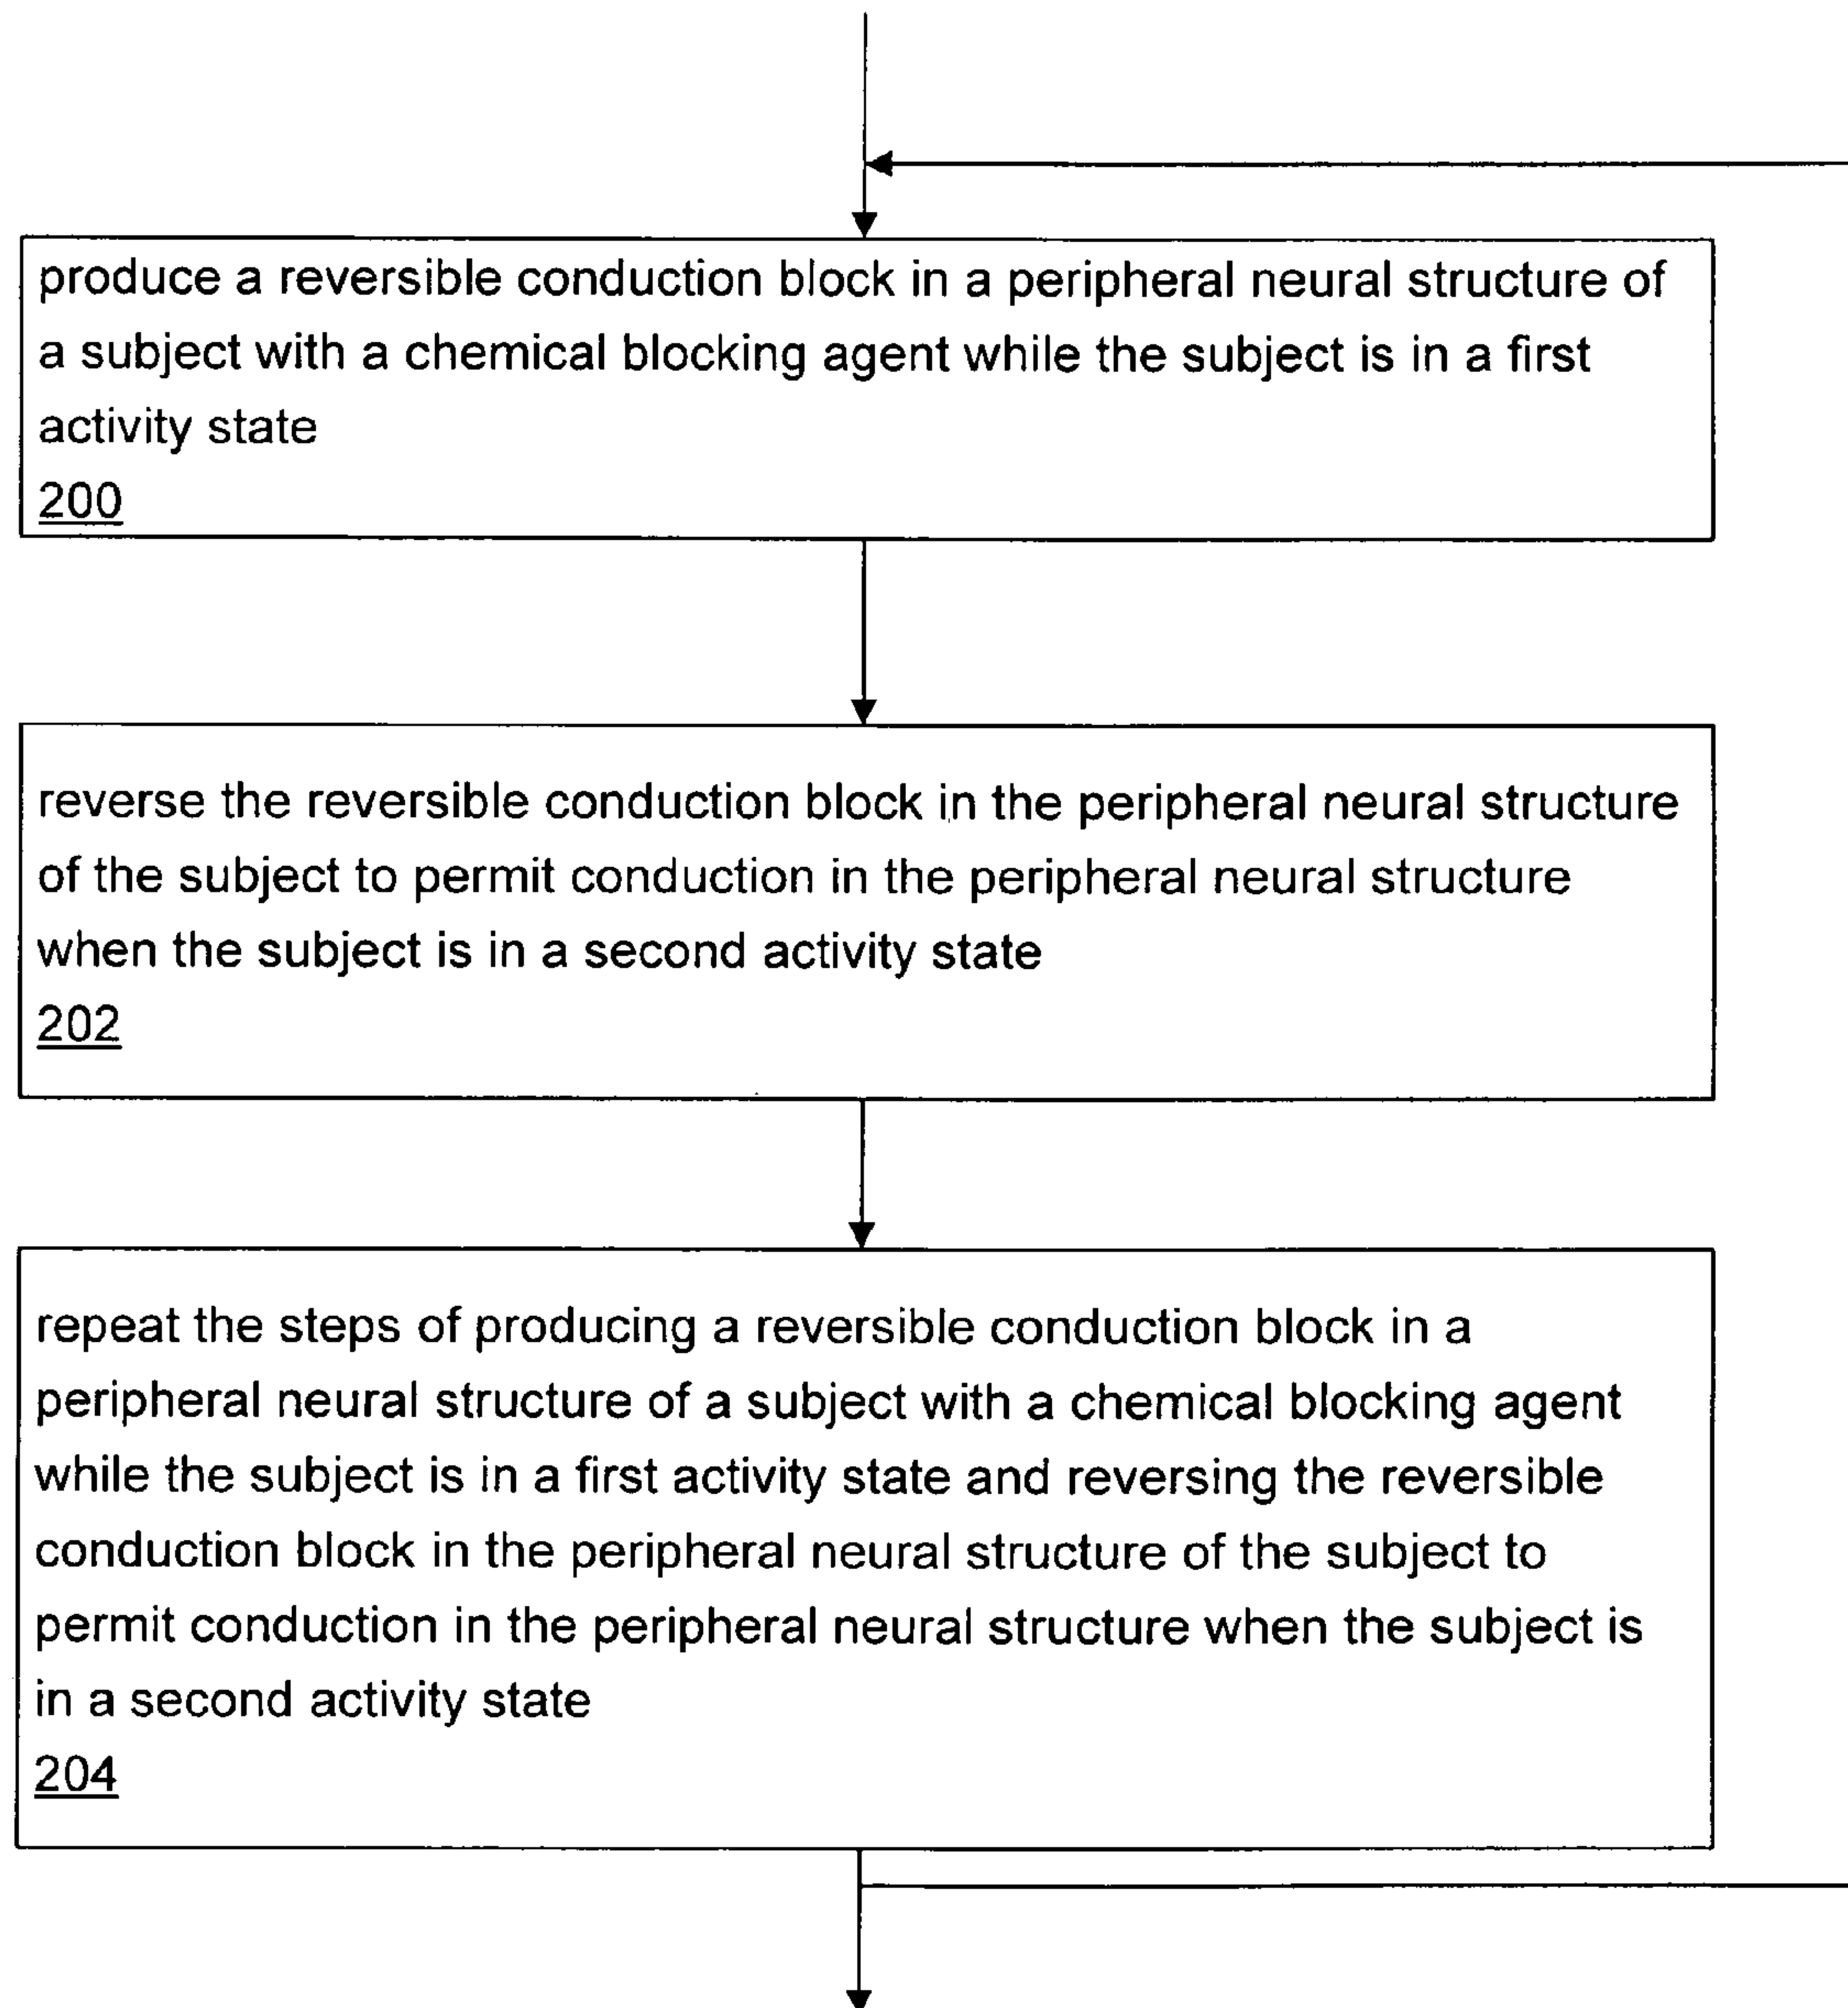 produce a reversible conduction block in a peripheral neural structure of
a subject with a chemical blocking agent while the subject is in a first
activity state
200
reverse the reversible conduction block in the peripheral neural structure
of the subject to permit conduction in the peripheral neural structure
when the subject is in a second activity state
202
repeat the steps of producing a reversible conduction block in a
peripheral neural structure of a subject with a chemical blocking agent
while the subject is in a first activity state and reversing the reversible
conduction block in the peripheral neural structure of the subject to
permit conduction in the peripheral neural structure when the subject is
in a second activity state
204